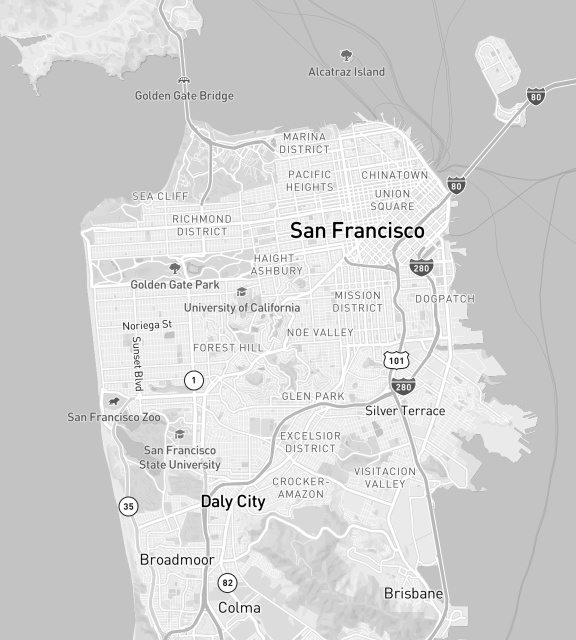 Alcatraz Island
Golden Gate Bridge
80
MARINA
DISTRICT
PACIFIC
HEIGHTS
CHINATOWN
80
SEA CLIFF
UNION
SQUARE
RICHMOND
DISTRICT
San Francisco
HAIGHT-
ASHBURY
280
Golden Gate Park
University of California
MISSION
DISTRICT
DOGPATCH
Noriega St
NOE VALLEY
FOREST HILL
Sunset Blvd
101
1
280
GLEN PARK
Silver Terrace
San Francisco Zoo
EXCELSIOR
DISTRICT
San Francisco
State University
VISITACION
VALLEY
CROCKER-
AMAZON
Daly City
35
Broadmoor
82
Brisbane
Colma